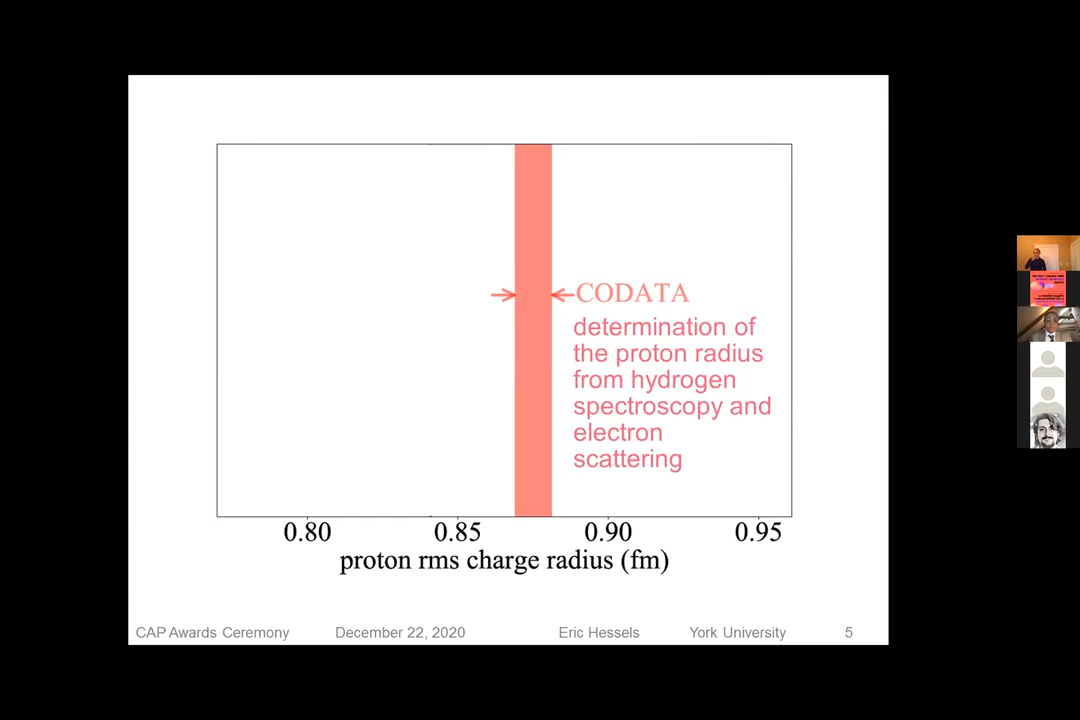 CODATA
determination of
the proton radius
from hydrogen
spectroscopy and
electron
scattering
0.80 0.85 0.90 0.95
proton rms charge radius (fm)
CAP Awards Ceremony December 22, 2020 Eric Hessels York University 5